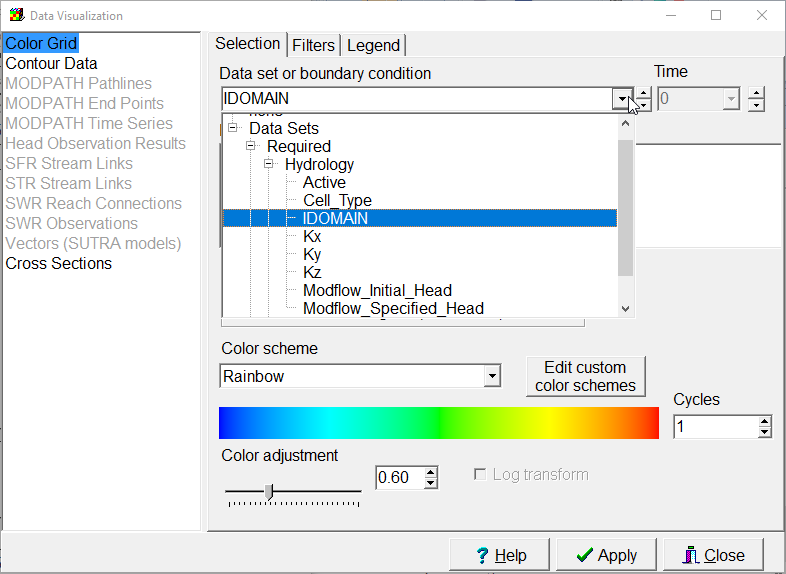 Data Visualization
Color Grid
Contour Data
MODPATH Pathlines
MODPATH End Points
MODPATH Time Series
Head Observation Results
SFR Stream Links
STR Stream Links
SWR Reach Connections
SWR Observations
Vectors (SUTRA models)
Cross Sections
Selection
Filters
Legend
Data set or boundary condition
Time
IDOMAIN
0
Data Sets
Required
Hydrology
Active
Cell_Type
IDOMAIN
Kx
Ky
Kz
Modflow_Initial_Head
Modflow_Specified_Head
Color scheme
Rainbow
Edit custom
color schemes
Cycles
1
Color adjustment
0.60
Log transform
? Help
Apply
Close